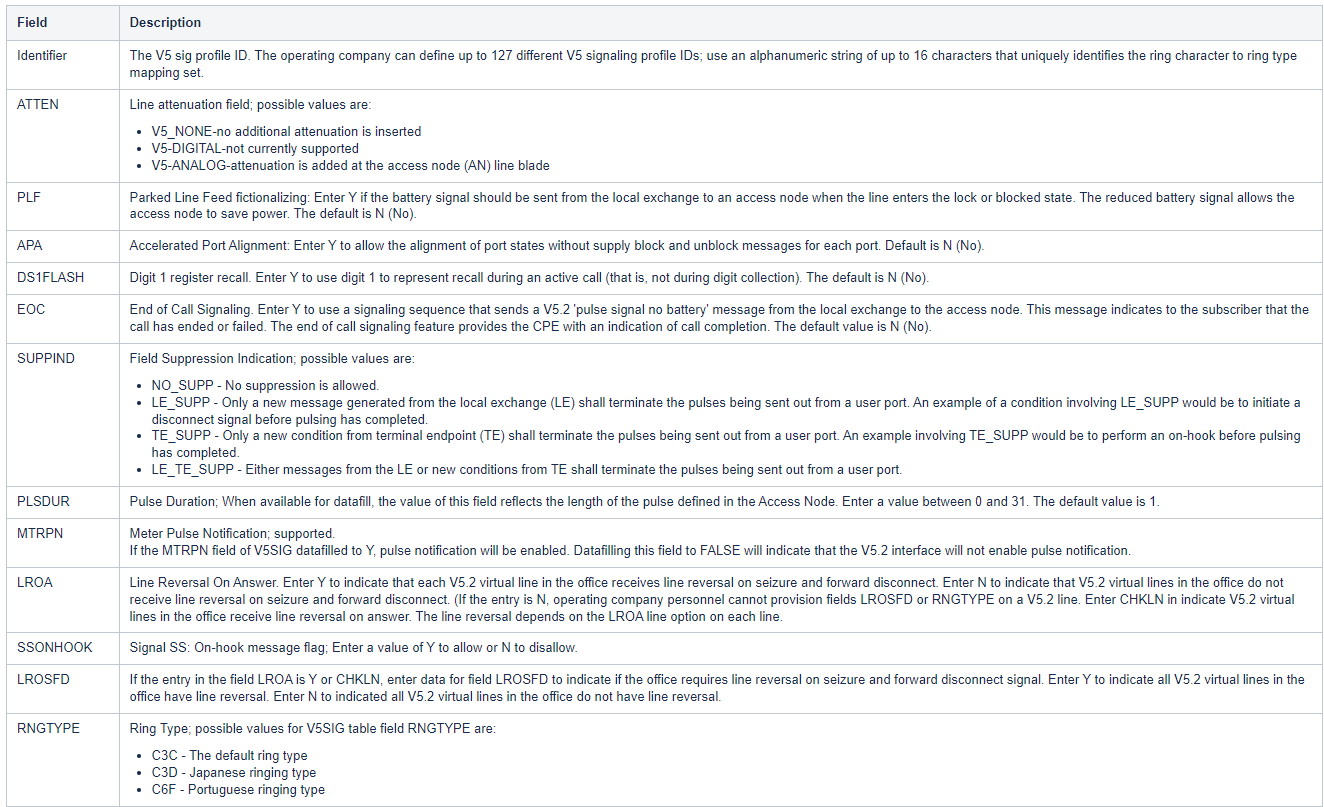 Field Description
Identifier The V5 sig profile ID. The operating company can define up to 127 different V5 signaling profile IDs; use an alphanumeric string of up to 16 characters that uniquely identifies the ring character to ring type
mapping set.
ATTEN Line attenuation field; possible values are:
• V5_NONE-no additional attenuation is inserted
• V5-DIGITAL-not currently supported
• V5-ANALOG-attenuation is added at the access node (AN) line blade
PLF Parked Line Feed fictionalizing: Enter Y if the battery signal should be sent from the local exchange to an access node when the line enters the lock or blocked state. The reduced battery signal allows the
access node to save power. The default is N (No).
APA Accelerated Port Alignment: Enter Y to allow the alignment of port states without supply block and unblock messages for each port. Default is N (No).
DS1FLASH Digit 1 register recall. Enter Y to use digit 1 to represent recall during an active call (that is, not during digit collection). The default is N (No).
EOC End of Call Signaling. Enter Y to use a signaling sequence that sends a V5.2 'pulse signal no battery' message from the local exchange to the access node. This message indicates to the subscriber that the
call has ended or failed. The end of call signaling feature provides the CPE with an indication of call completion. The default value is N (No).
SUPPIND Field Suppression Indication; possible values are:
• NO_SUPP - No suppression is allowed.
• LE_SUPP - Only a new message generated from the local exchange (LE) shall terminate the pulses being sent out from a user port. An example of a condition involving LE_SUPP would be to initiate a
disconnect signal before pulsing has completed.
• TE_SUPP - Only a new condition from terminal endpoint (TE) shall terminate the pulses being sent out from a user port. An example involving TE_SUPP would be to perform an on-hook before pulsing
has completed.
• LE_TE_SUPP - Either messages from the LE or new conditions from TE shall terminate the pulses being sent out from a user port.
PLSDUR Pulse Duration; When available for datafill, the value of this field reflects the length of the pulse defined in the Access Node. Enter a value between 0 and 31. The default value is 1.
MTRPN Meter Pulse Notification; supported.
If the MTRPN field of V5SIG datafilled to Y, pulse notification will be enabled. Datafilling this field to FALSE will indicate that the V5.2 interface will not enable pulse notification.
LROA Line Reversal On Answer. Enter Y to indicate that each V5.2 virtual line in the office receives line reversal on seizure and forward disconnect. Enter N to indicate that V5.2 virtual lines in the office do not
receive line reversal on seizure and forward disconnect. (If the entry is N, operating company personnel cannot provision fields LROSFD or RNGTYPE on a V5.2 line. Enter CHKLN in indicate V5.2 virtual
lines in the office receive line reversal on answer. The line reversal depends on the LROA line option on each line.
SSONHOOK Signal SS: On-hook message flag; Enter a value of Y to allow or N to disallow.
LROSFD If the entry in the field LROA is Y or CHKLN, enter data for field LROSFD to indicate if the office requires line reversal on seizure and forward disconnect signal. Enter Y to indicate all V5.2 virtual lines in the
office have line reversal. Enter N to indicated all V5.2 virtual lines in the office do not have line reversal.
RNGTYPE Ring Type; possible values for V5SIG table field RNGTYPE are:
• C3C - The default ring type
• C3D - Japanese ringing type
• C6F - Portuguese ringing type